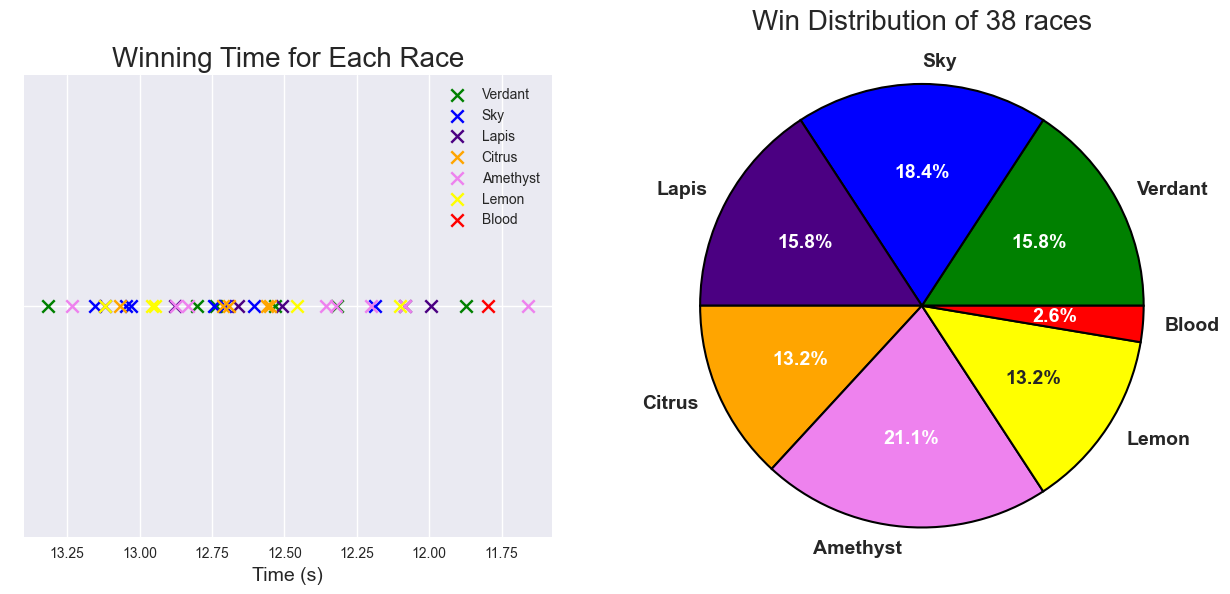 Winning Time for Each Race
Verdant
Sky
Lapis
Citrus
Amethyst
Lemon
Blood
13.25 13.00 12.75 12.50 12.25 12.00 11.75
Time (s)
Win Distribution of 38 races
Sky
Lapis
Verdant
18.4%
15.8%
15.8%
2.6%
Blood
13.2%
13.2%
Citrus
21.1%
Lemon
Amethyst